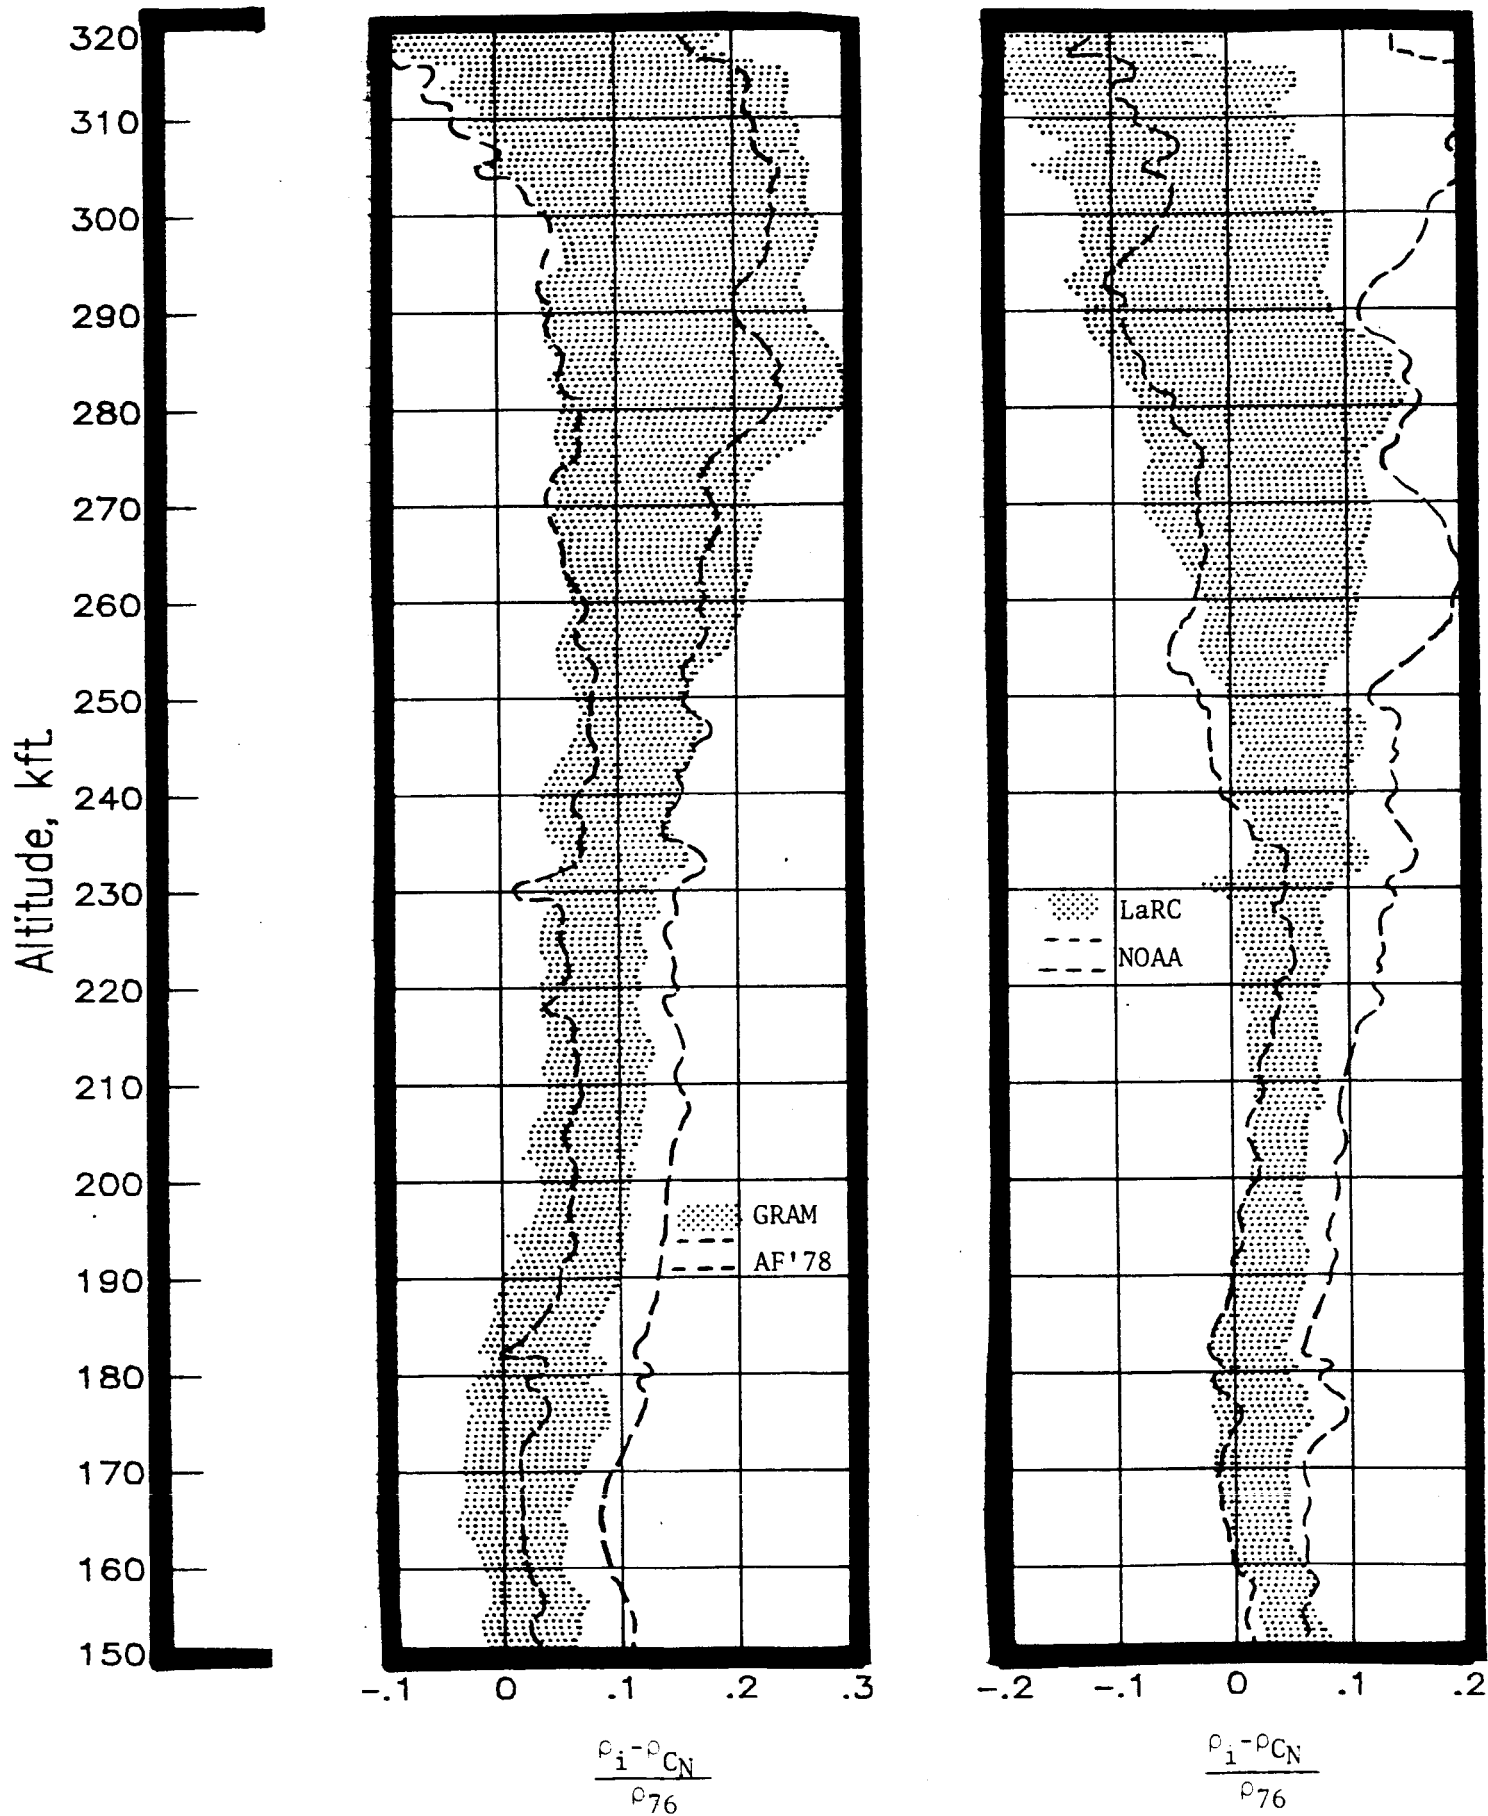 Altitude, kft.
320
310
300
290
280
270
260
250
240
230
220
210
200
190
180
170
160
150
GRAM
AF'78
-.1 0 .1 .2 .3
ρi-ρCN
ρ76
LaRC
NOAA
-.2 -.1 0 .1 .2
ρi-ρCN
ρ76